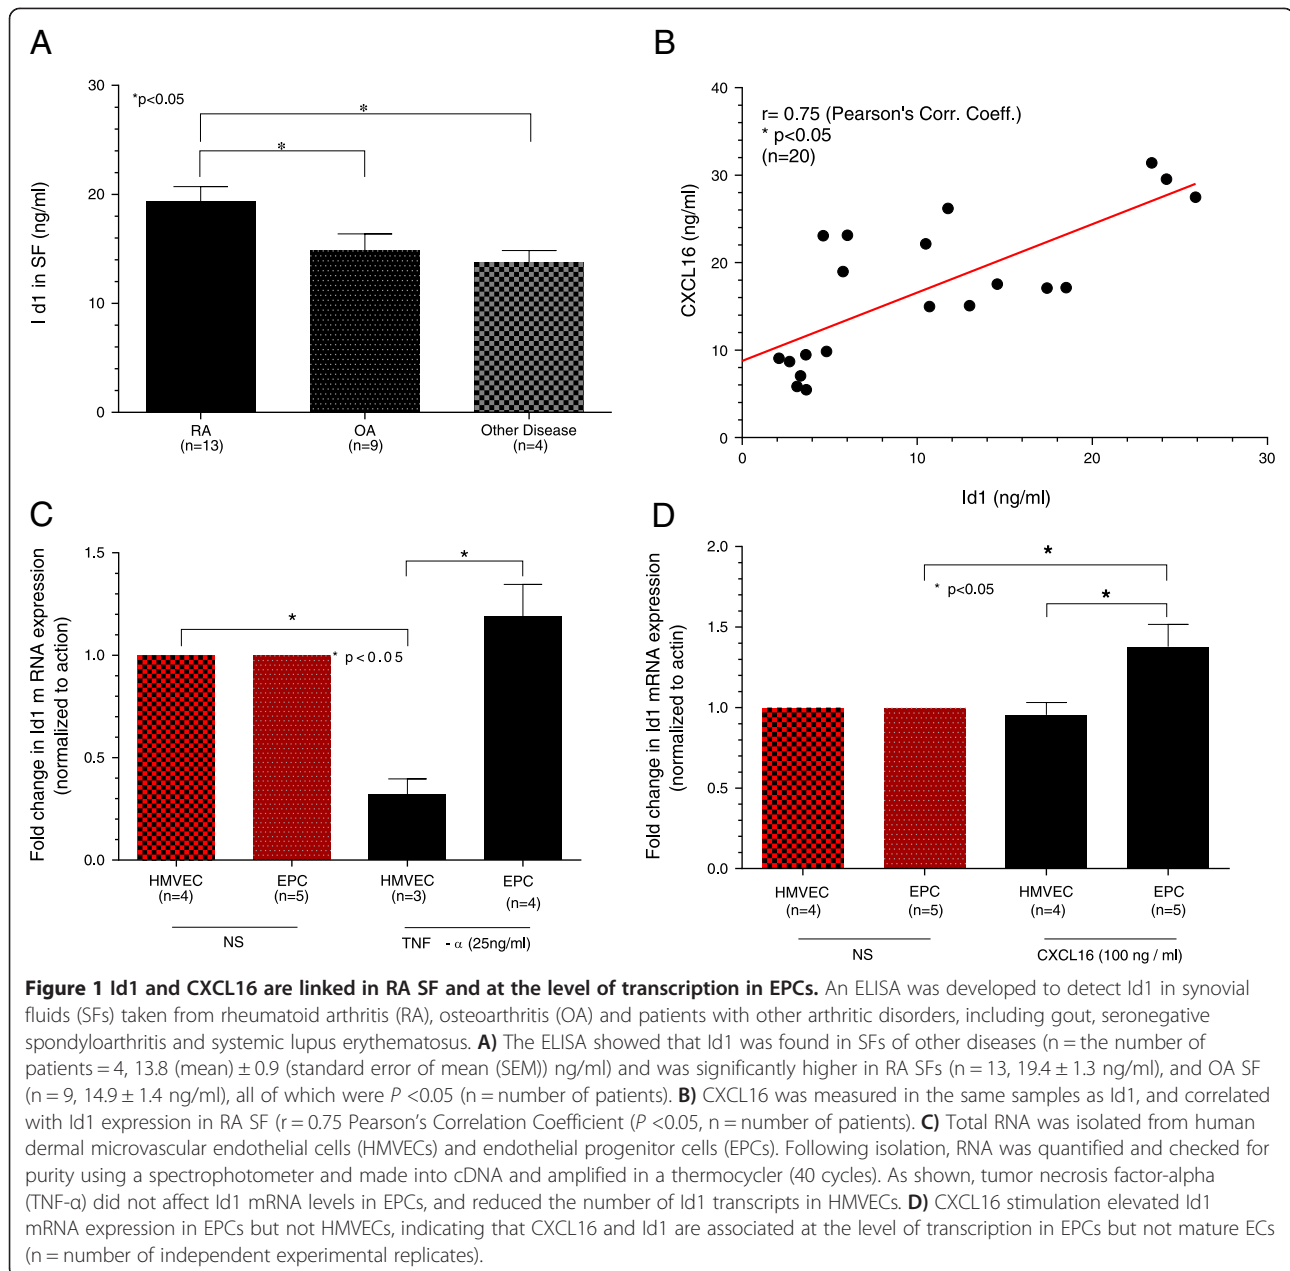 A
*p<0.05
*
*
30
20
10
0
I d1 in SF (ng/ml)
RA
(n=13)
OA
(n=9)
Other Disease
(n=4)
B
r= 0.75 (Pearson's Corr. Coeff.)
* p<0.05
(n=20)
40
30
20
10
0
CXCL16 (ng/ml)
0
10
20
30
Id1 (ng/ml)
C
1.5
1.0
0.5
0.0
Fold change in Id1 m RNA expression
(normalized to action)
*
*
* p<0.05
HMVEC
(n=4)
EPC
(n=5)
HMVEC
(n=3)
EPC
(n=4)
NS
TNF - α (25ng/ml)
D
2.0
1.5
1.0
0.5
0.0
Fold change in Id1 mRNA expression
(normalized to actin)
*
* p<0.05
*
HMVEC
(n=4)
EPC
(n=5)
HMVEC
(n=4)
EPC
(n=5)
NS
CXCL16 (100 ng / ml)
Figure 1 Id1 and CXCL16 are linked in RA SF and at the level of transcription in EPCs. An ELISA was developed to detect Id1 in synovial
fluids (SFs) taken from rheumatoid arthritis (RA), osteoarthritis (OA) and patients with other arthritic disorders, including gout, seronegative
spondyloarthritis and systemic lupus erythematosus. A) The ELISA showed that Id1 was found in SFs of other diseases (n = the number of
patients = 4, 13.8 (mean) ± 0.9 (standard error of mean (SEM)) ng/ml) and was significantly higher in RA SFs (n = 13, 19.4 ± 1.3 ng/ml), and OA SF
(n = 9, 14.9 ± 1.4 ng/ml), all of which were P <0.05 (n = number of patients). B) CXCL16 was measured in the same samples as Id1, and correlated
with Id1 expression in RA SF (r = 0.75 Pearson's Correlation Coefficient (P <0.05, n = number of patients). C) Total RNA was isolated from human
dermal microvascular endothelial cells (HMVECs) and endothelial progenitor cells (EPCs). Following isolation, RNA was quantified and checked for
purity using a spectrophotometer and made into cDNA and amplified in a thermocycler (40 cycles). As shown, tumor necrosis factor-alpha
(TNF-α) did not affect Id1 mRNA levels in EPCs, and reduced the number of Id1 transcripts in HMVECs. D) CXCL16 stimulation elevated Id1
mRNA expression in EPCs but not HMVECs, indicating that CXCL16 and Id1 are associated at the level of transcription in EPCs but not mature ECs
(n = number of independent experimental replicates).